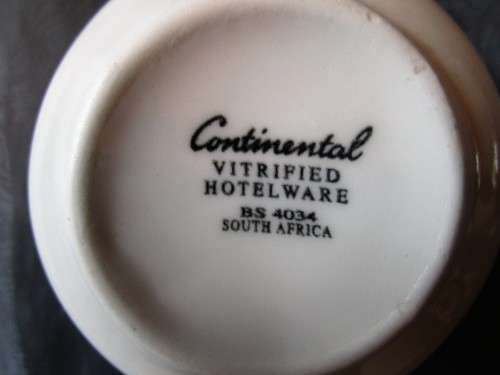 Continental
VITRIFIED
HOTELWARE
BS 4034
SOUTH AFRICA